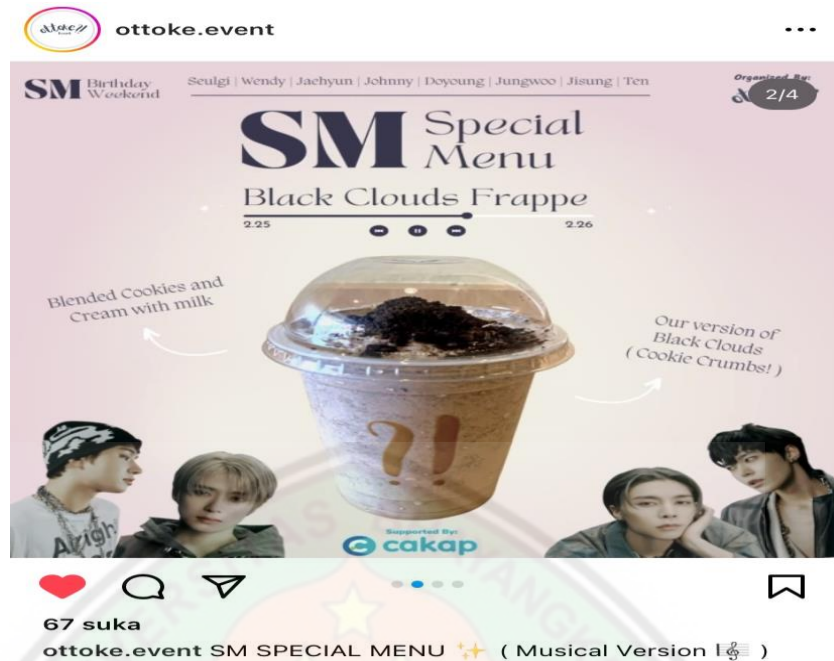 ottoke.event
SM Birthday Weekend
Seulgi | Wendy | Jaehyun | Johnny | Doyoung | Jungwoo | Jisung | Ten
Organized By:
2/4
SM Special Menu
Black Clouds Frappe
2.25 2.26
Blended Cookies and
Cream with milk
Our version of
Black Clouds
( Cookie Crumbs! )
?!
Supported By:
cakap
67 suka
ottoke.event SM SPECIAL MENU ✨ ( Musical Version 🎼 )